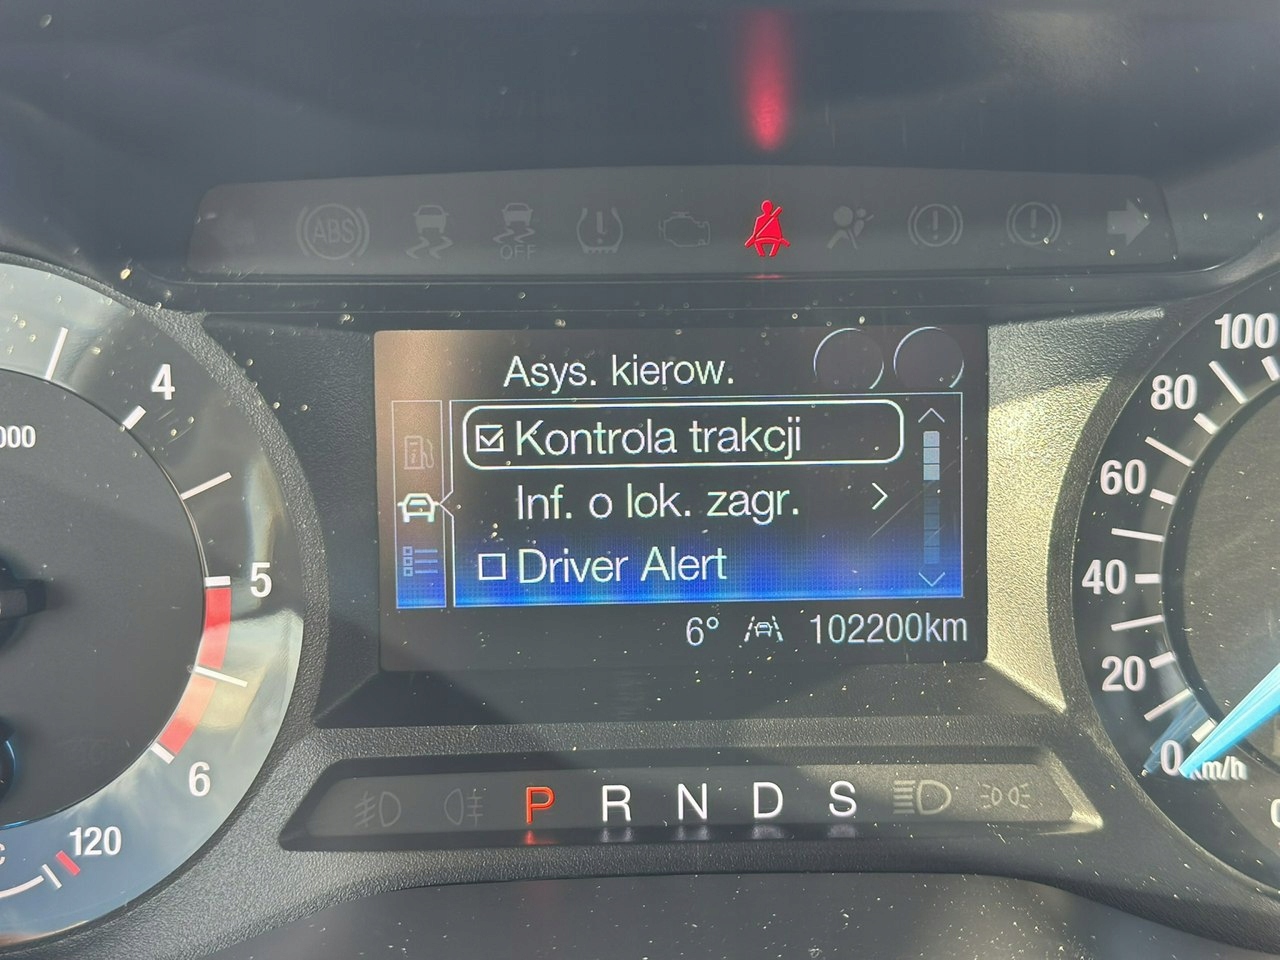 ABS
OFF
Asys. kierow.
Kontrola trakcji
Inf. o lok. zagr.
Driver Alert
6° 102200km
P R N D S
4
000
5
6
120
100
80
60
40
20
0
km/h